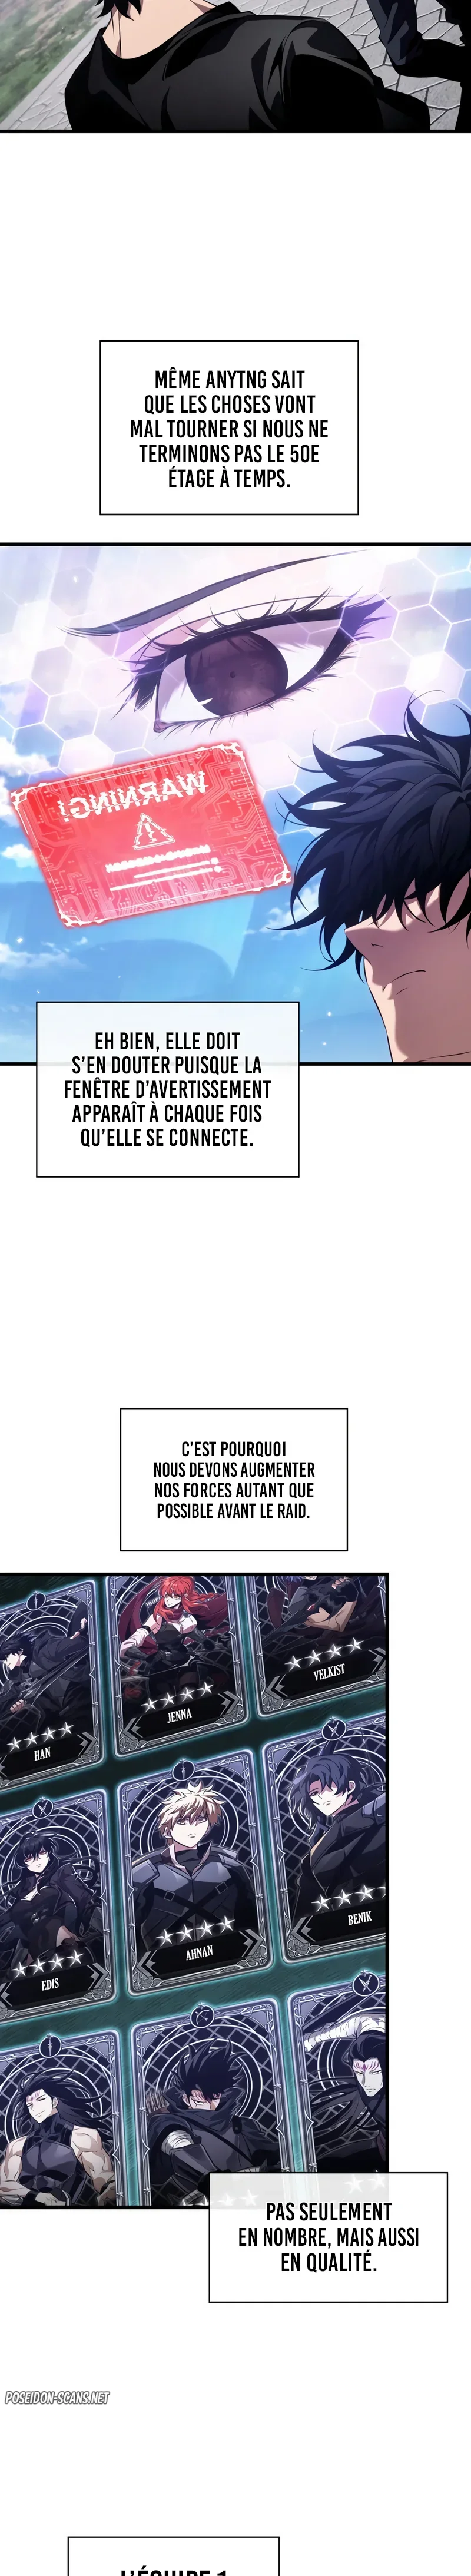 MÊME ANYTNG SAIT
QUE LES CHOSES VONT
MAL TOURNER SI NOUS NE
TERMINONS PAS LE 50E
ÉTAGE À TEMPS.
WARNING!
EH BIEN, ELLE DOIT
S'EN DOUTER PUISQUE LA
FENÊTRE D'AVERTISSEMENT
APPARAÎT À CHAQUE FOIS
QU'ELLE SE CONNECTE.
C'EST POURQUOI
NOUS DEVONS AUGMENTER
NOS FORCES AUTANT QUE
POSSIBLE AVANT LE RAID.
VELKIST
JENNA
HAN
BENIK
AHNAN
EDIS
PAS SEULEMENT
EN NOMBRE, MAIS AUSSI
EN QUALITÉ.
POSEIDON-SCANS.NET
L'ÉQUIPE 1